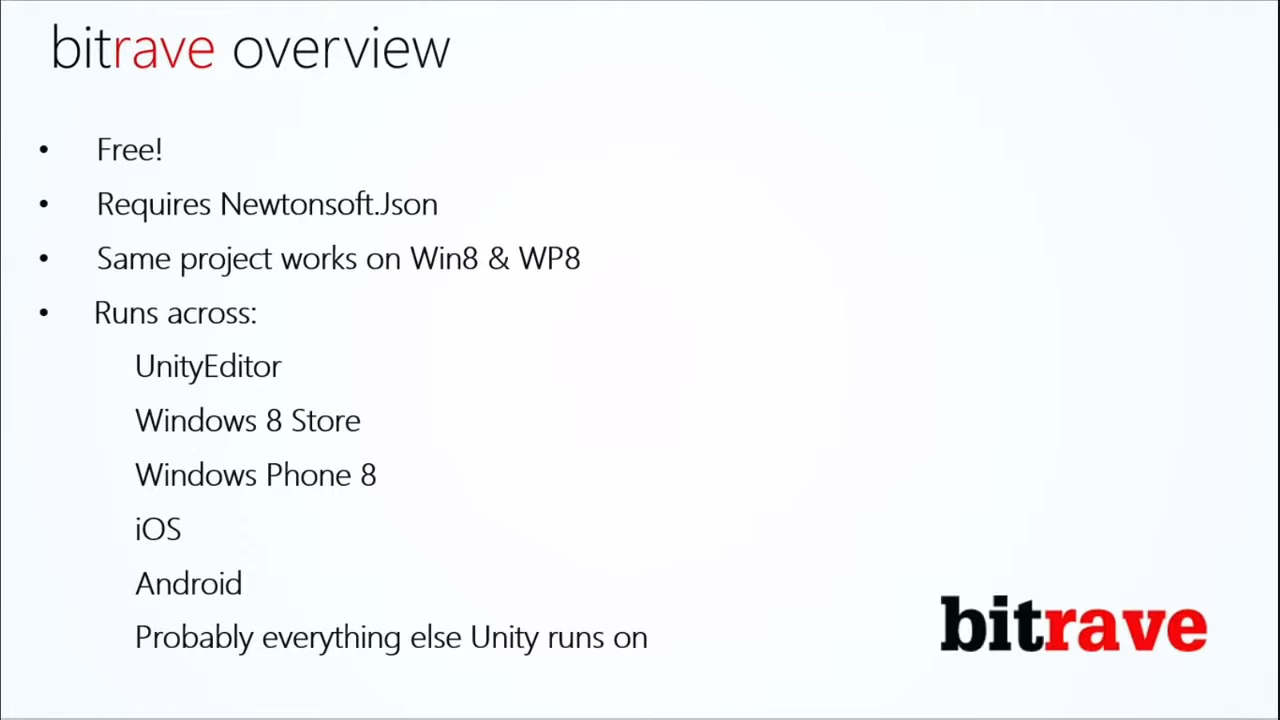 bitrave overview
• Free!
• Requires Newtonsoft.Json
• Same project works on Win8 & WP8
• Runs across:
UnityEditor
Windows 8 Store
Windows Phone 8
iOS
Android
Probably everything else Unity runs on
bitrave